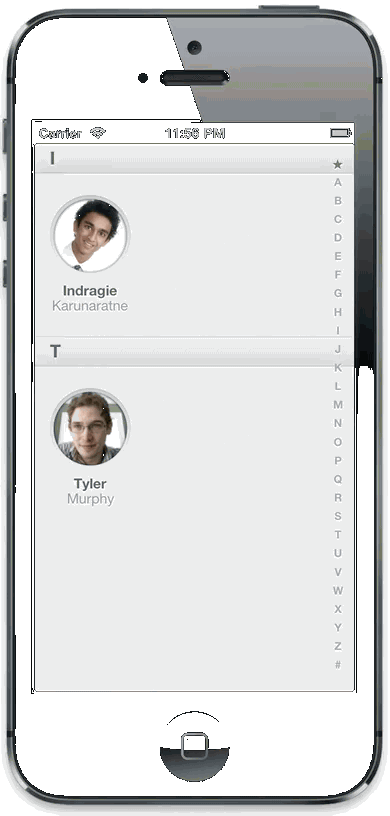 Carrier 11:56 PM
I
Indragie
Karunaratne
T
Tyler
Murphy
★
A
B
C
D
E
F
G
H
I
J
K
L
M
N
O
P
Q
R
S
T
U
V
W
X
Y
Z
#